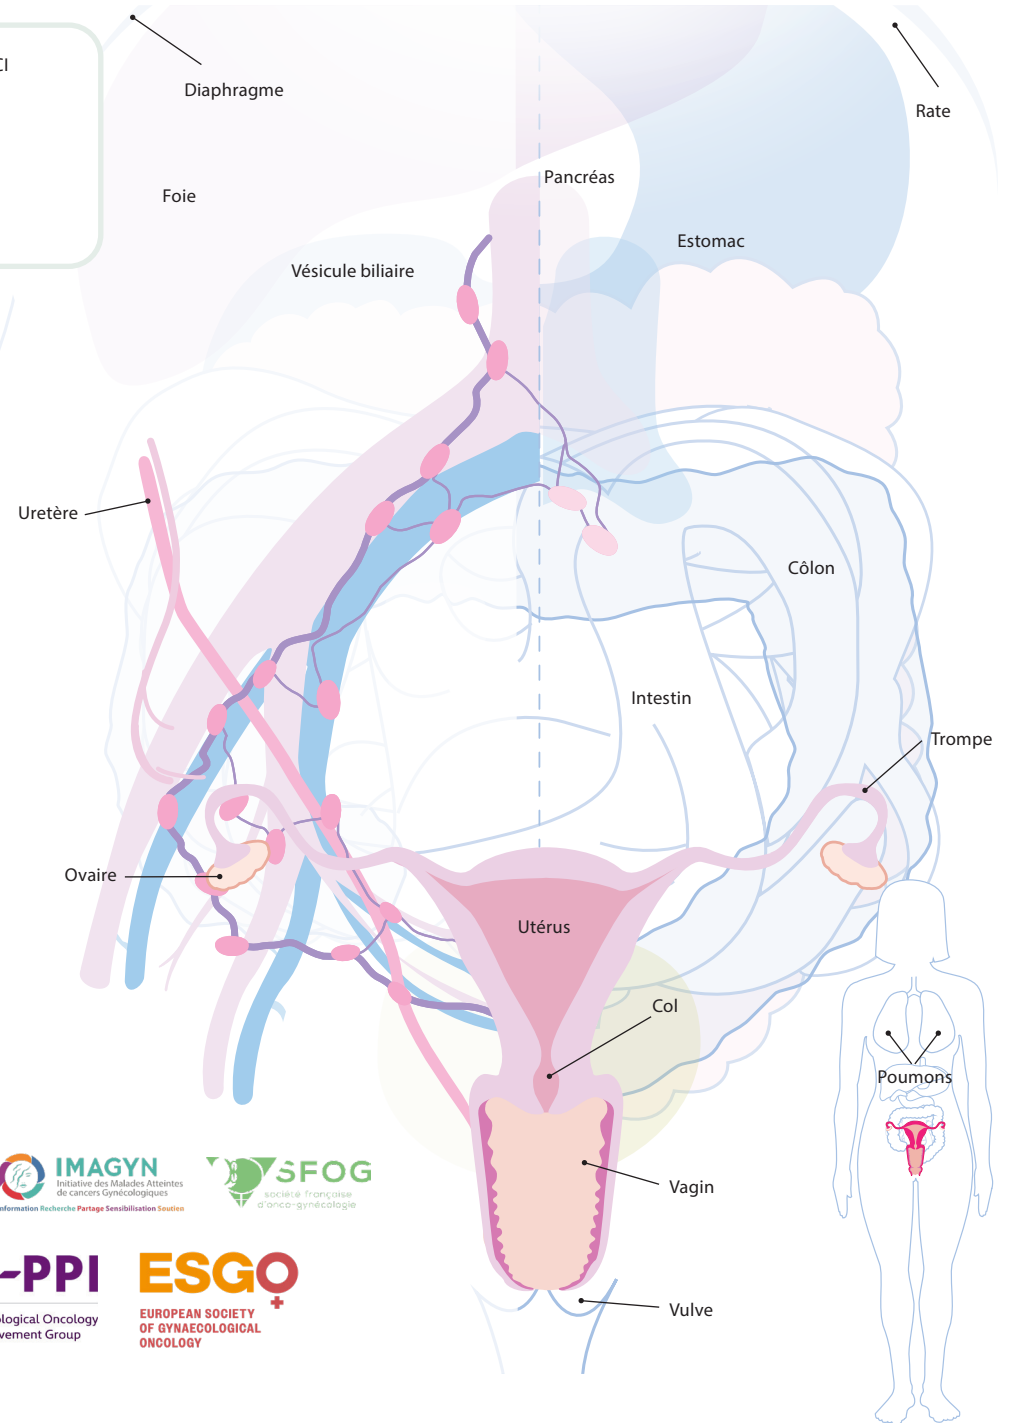 CI
Diaphragme
Rate
Pancréas
Foie
Estomac
Vésicule biliaire
Uretère
Côlon
Intestin
Trompe
Ovaire
Utérus
Col
Poumons
Vagin
Vulve
IMAGYN
Initiative des Malades Atteintes
de cancers Gynécologiques
Information Recherche Partage Sensibilisation Soutien
SFOG
société française
d'onco-gynécologie
-PPI
ological Oncology
vement Group
ESGO
EUROPEAN SOCIETY
OF GYNAECOLOGICAL
ONCOLOGY